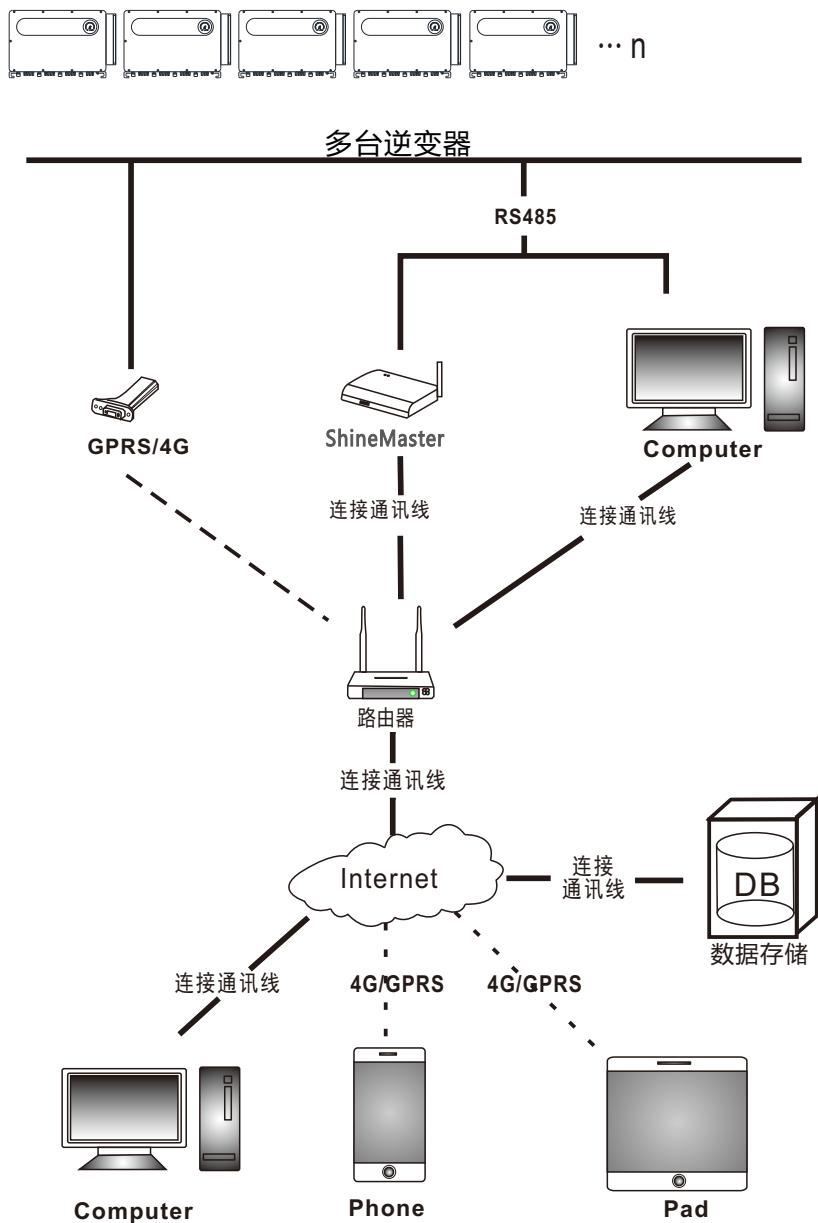 ··· n
多台逆变器
RS485
GPRS/4G
ShineMaster
Computer
连接通讯线
连接通讯线
路由器
连接通讯线
Internet
连接
通讯线
DB
数据存储
连接通讯线
4G/GPRS
4G/GPRS
Computer
Phone
Pad